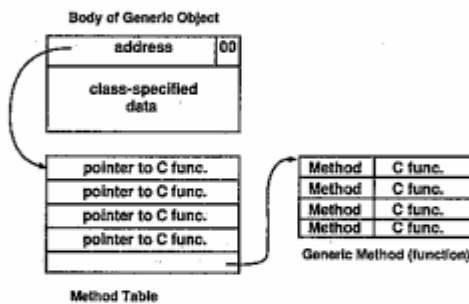 Body of Generic Object
address 00
class-specified
data
pointer to C func.
pointer to C func.
pointer to C func.
pointer to C func.
Method Table
Method C func.
Method C func.
Method C func.
Method C func.
Generic Method (function)